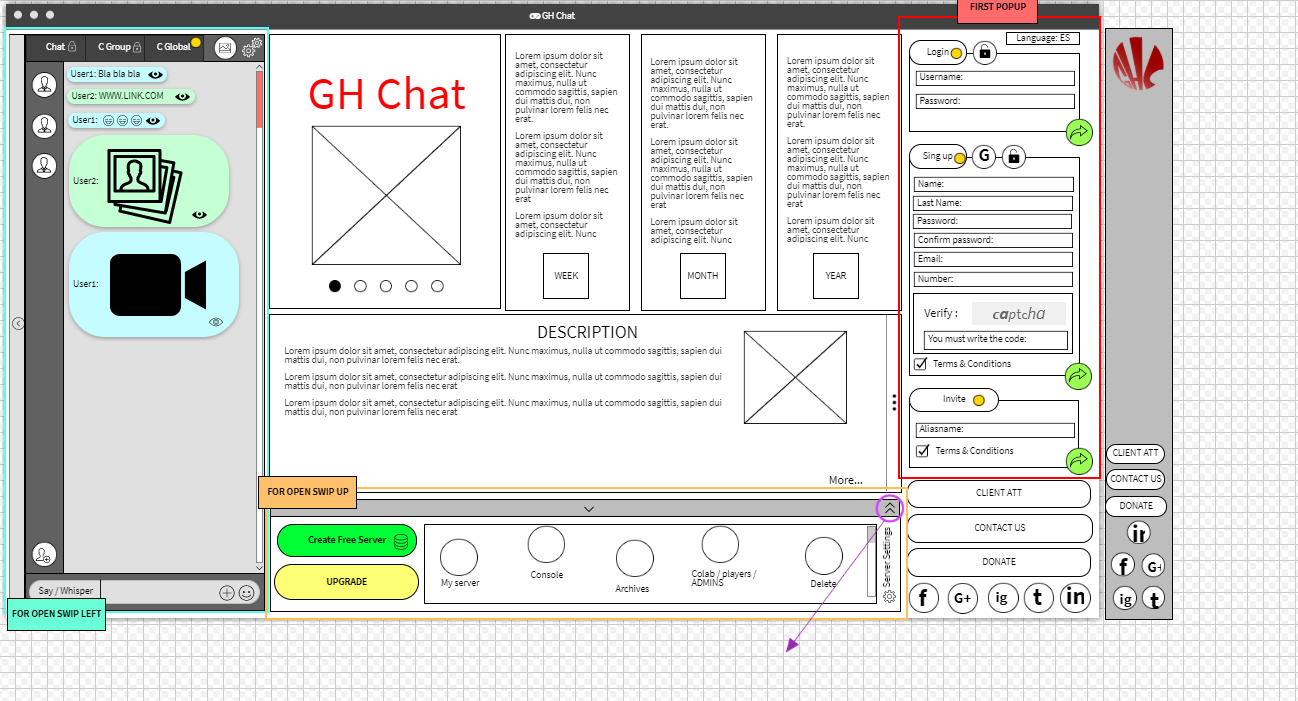 FIRST POPUP
GH Chat
Chat
C Group
C Global
User1: Bla bla bla
User2: WWW.LINK.COM
User1:
User2:
User1:
Say / Whisper
FOR OPEN SWIP LEFT
GH Chat
Lorem ipsum dolor sit
amet, consectetur
adipiscing elit. Nunc
maximus, nulla ut
commodo sagittis, sapien
dui mattis dui, non
pulvinar lorem felis nec
erat.
Lorem ipsum dolor sit
amet, consectetur
adipiscing elit. Nunc
maximus, nulla ut
commodo sagittis, sapien
dui mattis dui, non
pulvinar lorem felis nec
erat
Lorem ipsum dolor sit
amet, consectetur
adipiscing elit. Nunc
WEEK
Lorem ipsum dolor sit
amet, consectetur
adipiscing elit. Nunc
maximus, nulla ut
commodo sagittis, sapien
dui mattis dui, non
pulvinar lorem felis nec
erat.
Lorem ipsum dolor sit
amet, consectetur
adipiscing elit. Nunc
maximus, nulla ut
commodo sagittis, sapien
dui mattis dui, non
pulvinar lorem felis nec
erat
Lorem ipsum dolor sit
amet, consectetur
adipiscing elit. Nunc
MONTH
Lorem ipsum dolor sit
amet, consectetur
adipiscing elit. Nunc
maximus, nulla ut
commodo sagittis, sapien
dui mattis dui, non
pulvinar lorem felis nec
erat.
Lorem ipsum dolor sit
amet, consectetur
adipiscing elit. Nunc
maximus, nulla ut
commodo sagittis, sapien
dui mattis dui, non
pulvinar lorem felis nec
erat
Lorem ipsum dolor sit
amet, consectetur
adipiscing elit. Nunc
YEAR
DESCRIPTION
Lorem ipsum dolor sit amet, consectetur adipiscing elit. Nunc maximus, nulla ut commodo sagittis, sapien dui
mattis dui, non pulvinar lorem felis nec erat.
Lorem ipsum dolor sit amet, consectetur adipiscing elit. Nunc maximus, nulla ut commodo sagittis, sapien dui
mattis dui, non pulvinar lorem felis nec erat
Lorem ipsum dolor sit amet, consectetur adipiscing elit. Nunc maximus, nulla ut commodo sagittis, sapien dui
mattis dui, non pulvinar lorem felis nec erat
More...
FOR OPEN SWIP UP
Create Free Server
UPGRADE
My server
Console
Archives
Colab / players /
ADMINS
Delete
Server Settings
Language: ES
Login
Username:
Password:
Sing up
G
Name:
Last Name:
Password:
Confirm password:
Email:
Number:
Verify :
captcha
You must write the code:
Terms & Conditions
Invite
Aliasname:
Terms & Conditions
CLIENT ATT
CONTACT US
DONATE
f
G+
ig
t
in
CLIENT ATT
CONTACT US
DONATE
in
f
G+
ig
t